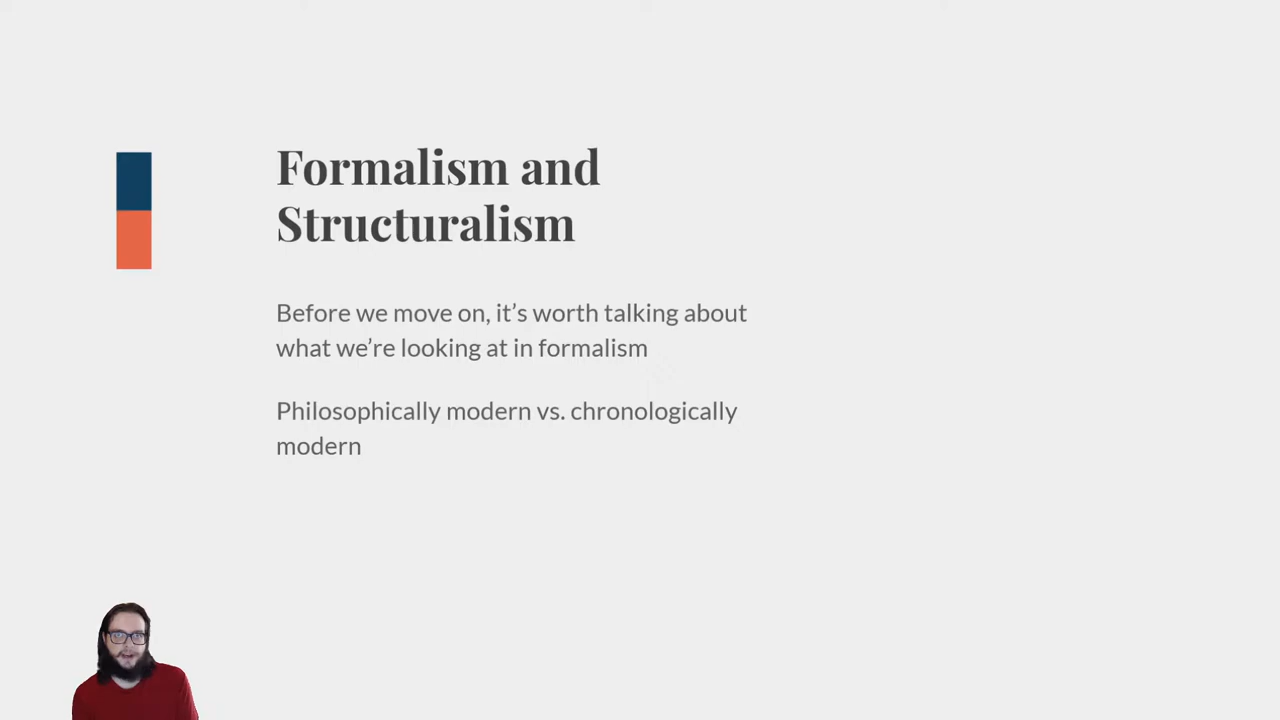 Formalism and
Structuralism
Before we move on, it’s worth talking about
what we’re looking at in formalism
Philosophically modern vs. chronologically
modern